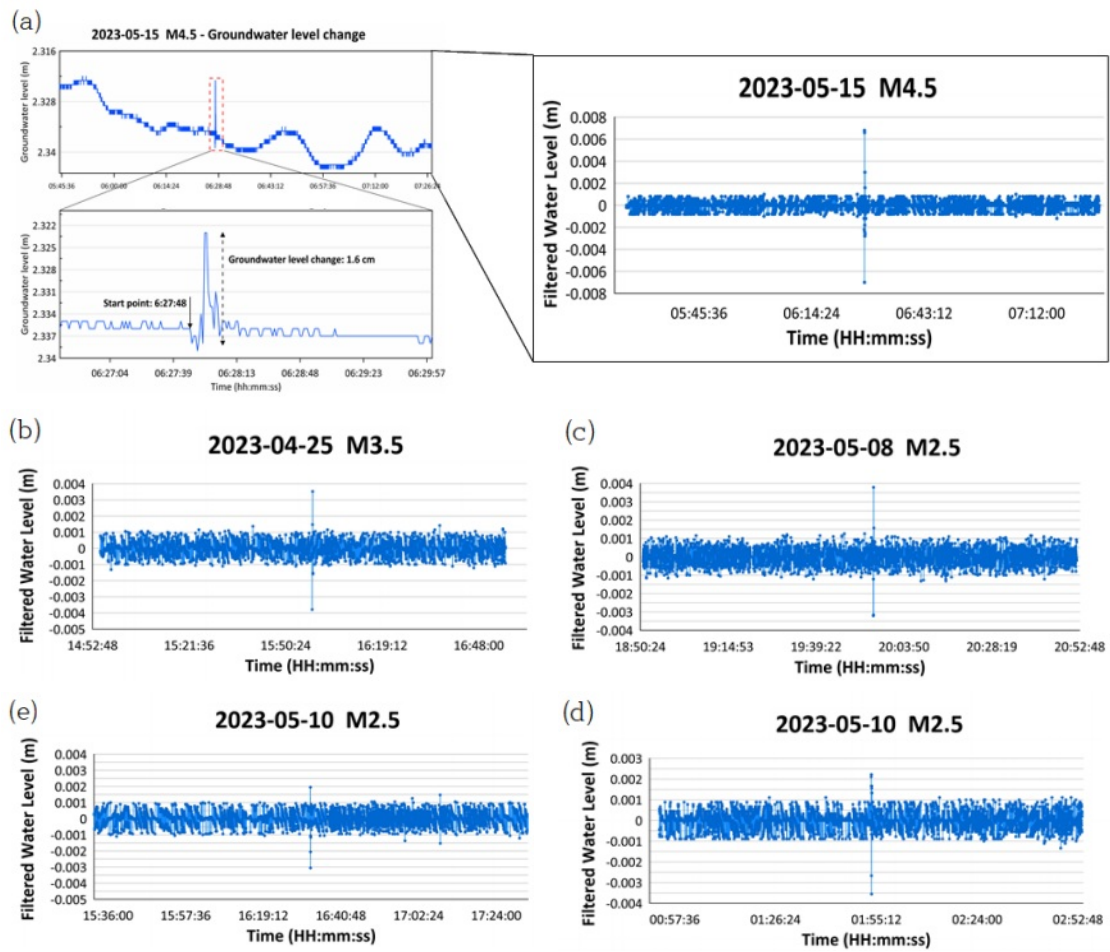 (a)
2023-05-15 M4.5 - Groundwater level change
Groundwater level (m)
2.316
2.328
2.34
05:45:36 06:00:00 06:14:24 06:28:48 06:43:12 06:57:36 07:12:00 07:26:24
Groundwater level (m)
2.322
2.325
2.328
2.331
2.334
2.337
2.34
Groundwater level change: 1.6 cm
Start point: 6:27:48
06:27:04 06:27:39 06:28:13 06:28:48 06:29:23 06:29:57
Time (hh:mm:ss)
2023-05-15 M4.5
Filtered Water Level (m)
0.008
0.006
0.004
0.002
0
-0.002
-0.004
-0.006
-0.008
05:45:36 06:14:24 06:43:12 07:12:00
Time (HH:mm:ss)
(b)
2023-04-25 M3.5
Filtered Water Level (m)
0.004
0.003
0.002
0.001
0
-0.001
-0.002
-0.003
-0.004
-0.005
14:52:48 15:21:36 15:50:24 16:19:12 16:48:00
Time (HH:mm:ss)
(c)
2023-05-08 M2.5
Filtered Water Level (m)
0.004
0.003
0.002
0.001
0
-0.001
-0.002
-0.003
-0.004
18:50:24 19:14:53 19:39:22 20:03:50 20:28:19 20:52:48
Time (HH:mm:ss)
(e)
2023-05-10 M2.5
Filtered Water Level (m)
0.004
0.003
0.002
0.001
0
-0.001
-0.002
-0.003
-0.004
-0.005
15:36:00 15:57:36 16:19:12 16:40:48 17:02:24 17:24:00
Time (HH:mm:ss)
(d)
2023-05-10 M2.5
Filtered Water Level (m)
0.003
0.002
0.001
0
-0.001
-0.002
-0.003
-0.004
00:57:36 01:26:24 01:55:12 02:24:00 02:52:48
Time (HH:mm:ss)